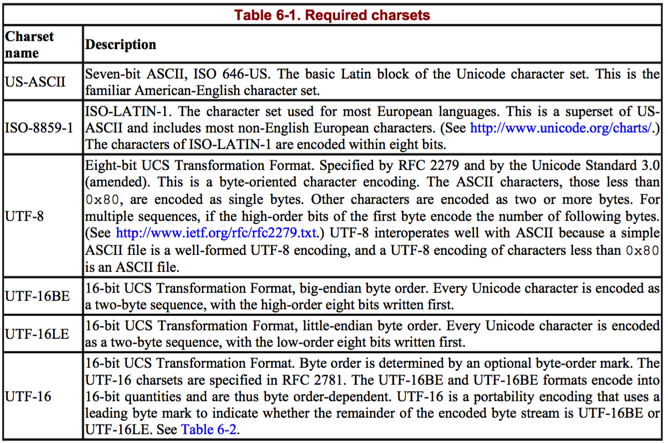 Table 6-1. Required charsets
Charset
name
Description
US-ASCII
Seven-bit ASCII, ISO 646-US. The basic Latin block of the Unicode character set. This is the
familiar American-English character set.
ISO-8859-1
ISO-LATIN-1. The character set used for most European languages. This is a superset of US-
ASCII and includes most non-English European characters. (See http://www.unicode.org/charts/.)
The characters of ISO-LATIN-1 are encoded within eight bits.
UTF-8
Eight-bit UCS Transformation Format. Specified by RFC 2279 and by the Unicode Standard 3.0
(amended). This is a byte-oriented character encoding. The ASCII characters, those less than
0x80, are encoded as single bytes. Other characters are encoded as two or more bytes. For
multiple sequences, if the high-order bits of the first byte encode the number of following bytes.
(See http://www.ietf.org/rfc/rfc2279.txt.) UTF-8 interoperates well with ASCII because a simple
ASCII file is a well-formed UTF-8 encoding, and a UTF-8 encoding of characters less than 0x80
is an ASCII file.
UTF-16BE
16-bit UCS Transformation Format, big-endian byte order. Every Unicode character is encoded as
a two-byte sequence, with the high-order eight bits written first.
UTF-16LE
16-bit UCS Transformation Format, little-endian byte order. Every Unicode character is encoded
as a two-byte sequence, with the low-order eight bits written first.
UTF-16
16-bit UCS Transformation Format. Byte order is determined by an optional byte-order mark. The
UTF-16 charsets are specified in RFC 2781. The UTF-16BE and UTF-16BE formats encode into
16-bit quantities and are thus byte order-dependent. UTF-16 is a portability encoding that uses a
leading byte mark to indicate whether the remainder of the encoded byte stream is UTF-16BE or
UTF-16LE. See Table 6-2.